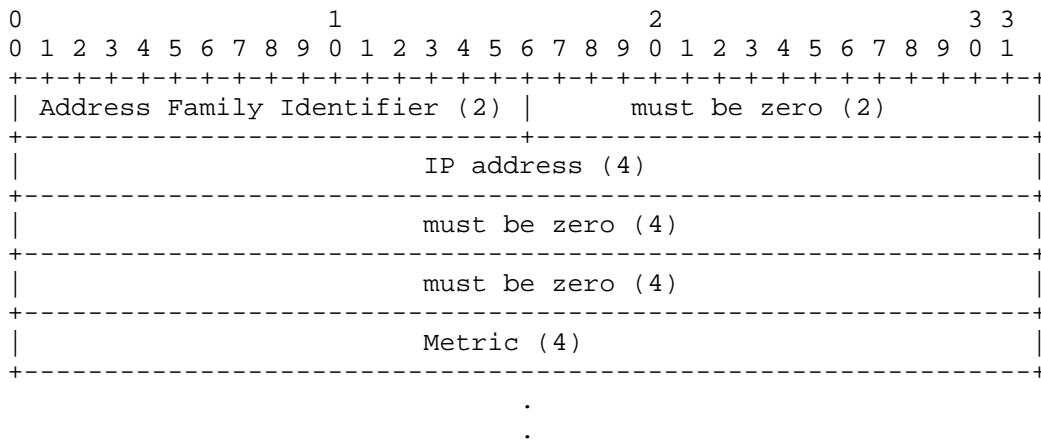 0                   1                   2                   3 3
0 1 2 3 4 5 6 7 8 9 0 1 2 3 4 5 6 7 8 9 0 1 2 3 4 5 6 7 8 9 0 1
+-+-+-+-+-+-+-+-+-+-+-+-+-+-+-+-+-+-+-+-+-+-+-+-+-+-+-+-+-+-+-+-+
| Address Family Identifier (2) |      must be zero (2)         |
+-------------------------------+-------------------------------+
|                         IP address (4)                        |
+---------------------------------------------------------------+
|                         must be zero (4)                      |
+---------------------------------------------------------------+
|                         must be zero (4)                      |
+---------------------------------------------------------------+
|                         Metric (4)                            |
+---------------------------------------------------------------+
                                .
                                .